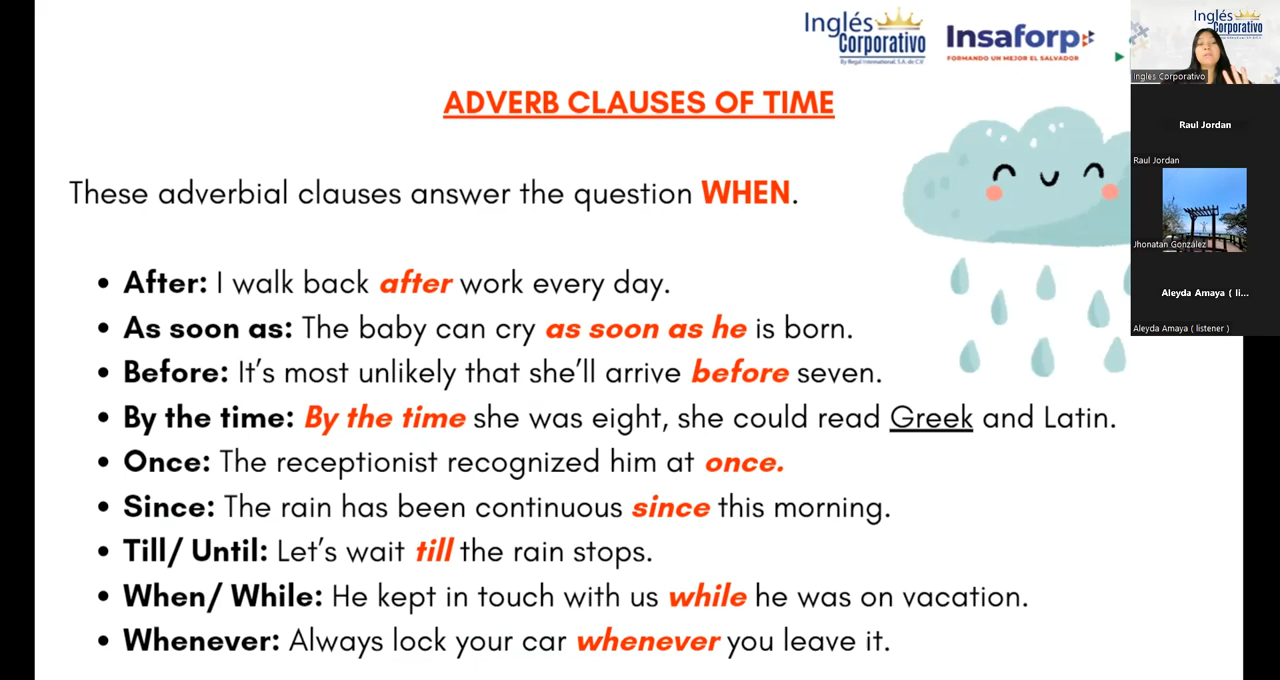 Inglés
Corporativo
By Regal International, S.A. de C.V
Insaforp
FORMANDO UN MEJOR EL SALVADOR
ADVERB CLAUSES OF TIME
These adverbial clauses answer the question WHEN.
• After: I walk back after work every day.
• As soon as: The baby can cry as soon as he is born.
• Before: It’s most unlikely that she’ll arrive before seven.
• By the time: By the time she was eight, she could read Greek and Latin.
• Once: The receptionist recognized him at once.
• Since: The rain has been continuous since this morning.
• Till/ Until: Let’s wait till the rain stops.
• When/ While: He kept in touch with us while he was on vacation.
• Whenever: Always lock your car whenever you leave it.
Inglés
Corporativo
Ingles Corporativo
Raul Jordan
Raul Jordan
Jhonatan González
Aleyda Amaya ( li...
Aleyda Amaya ( listener )